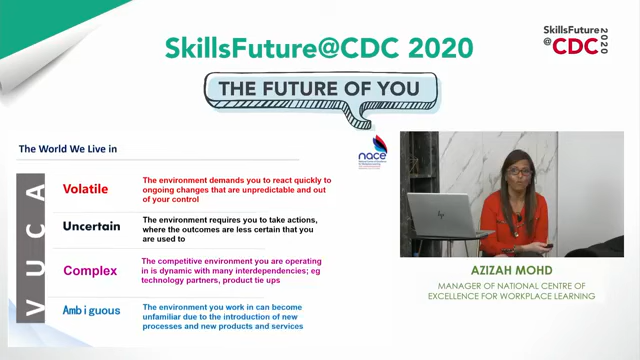 SkillsFuture@CDC 2020
SkillsFuture
@CDC 2020
THE FUTURE OF YOU
The World We Live in
nace
VUCA
Volatile
The environment demands you to react quickly to
ongoing changes that are unpredictable and out
of your control
Uncertain
The environment requires you to take actions,
where the outcomes are less certain that you
are used to
Complex
The competitive environment you are operating
in is dynamic with many interdependencies; eg
technology partners, product tie ups
Ambiguous
The environment you work in can become
unfamiliar due to the introduction of new
processes and new products and services
hp
AZIZAH MOHD
MANAGER OF NATIONAL CENTRE OF
EXCELLENCE FOR WORKPLACE LEARNING